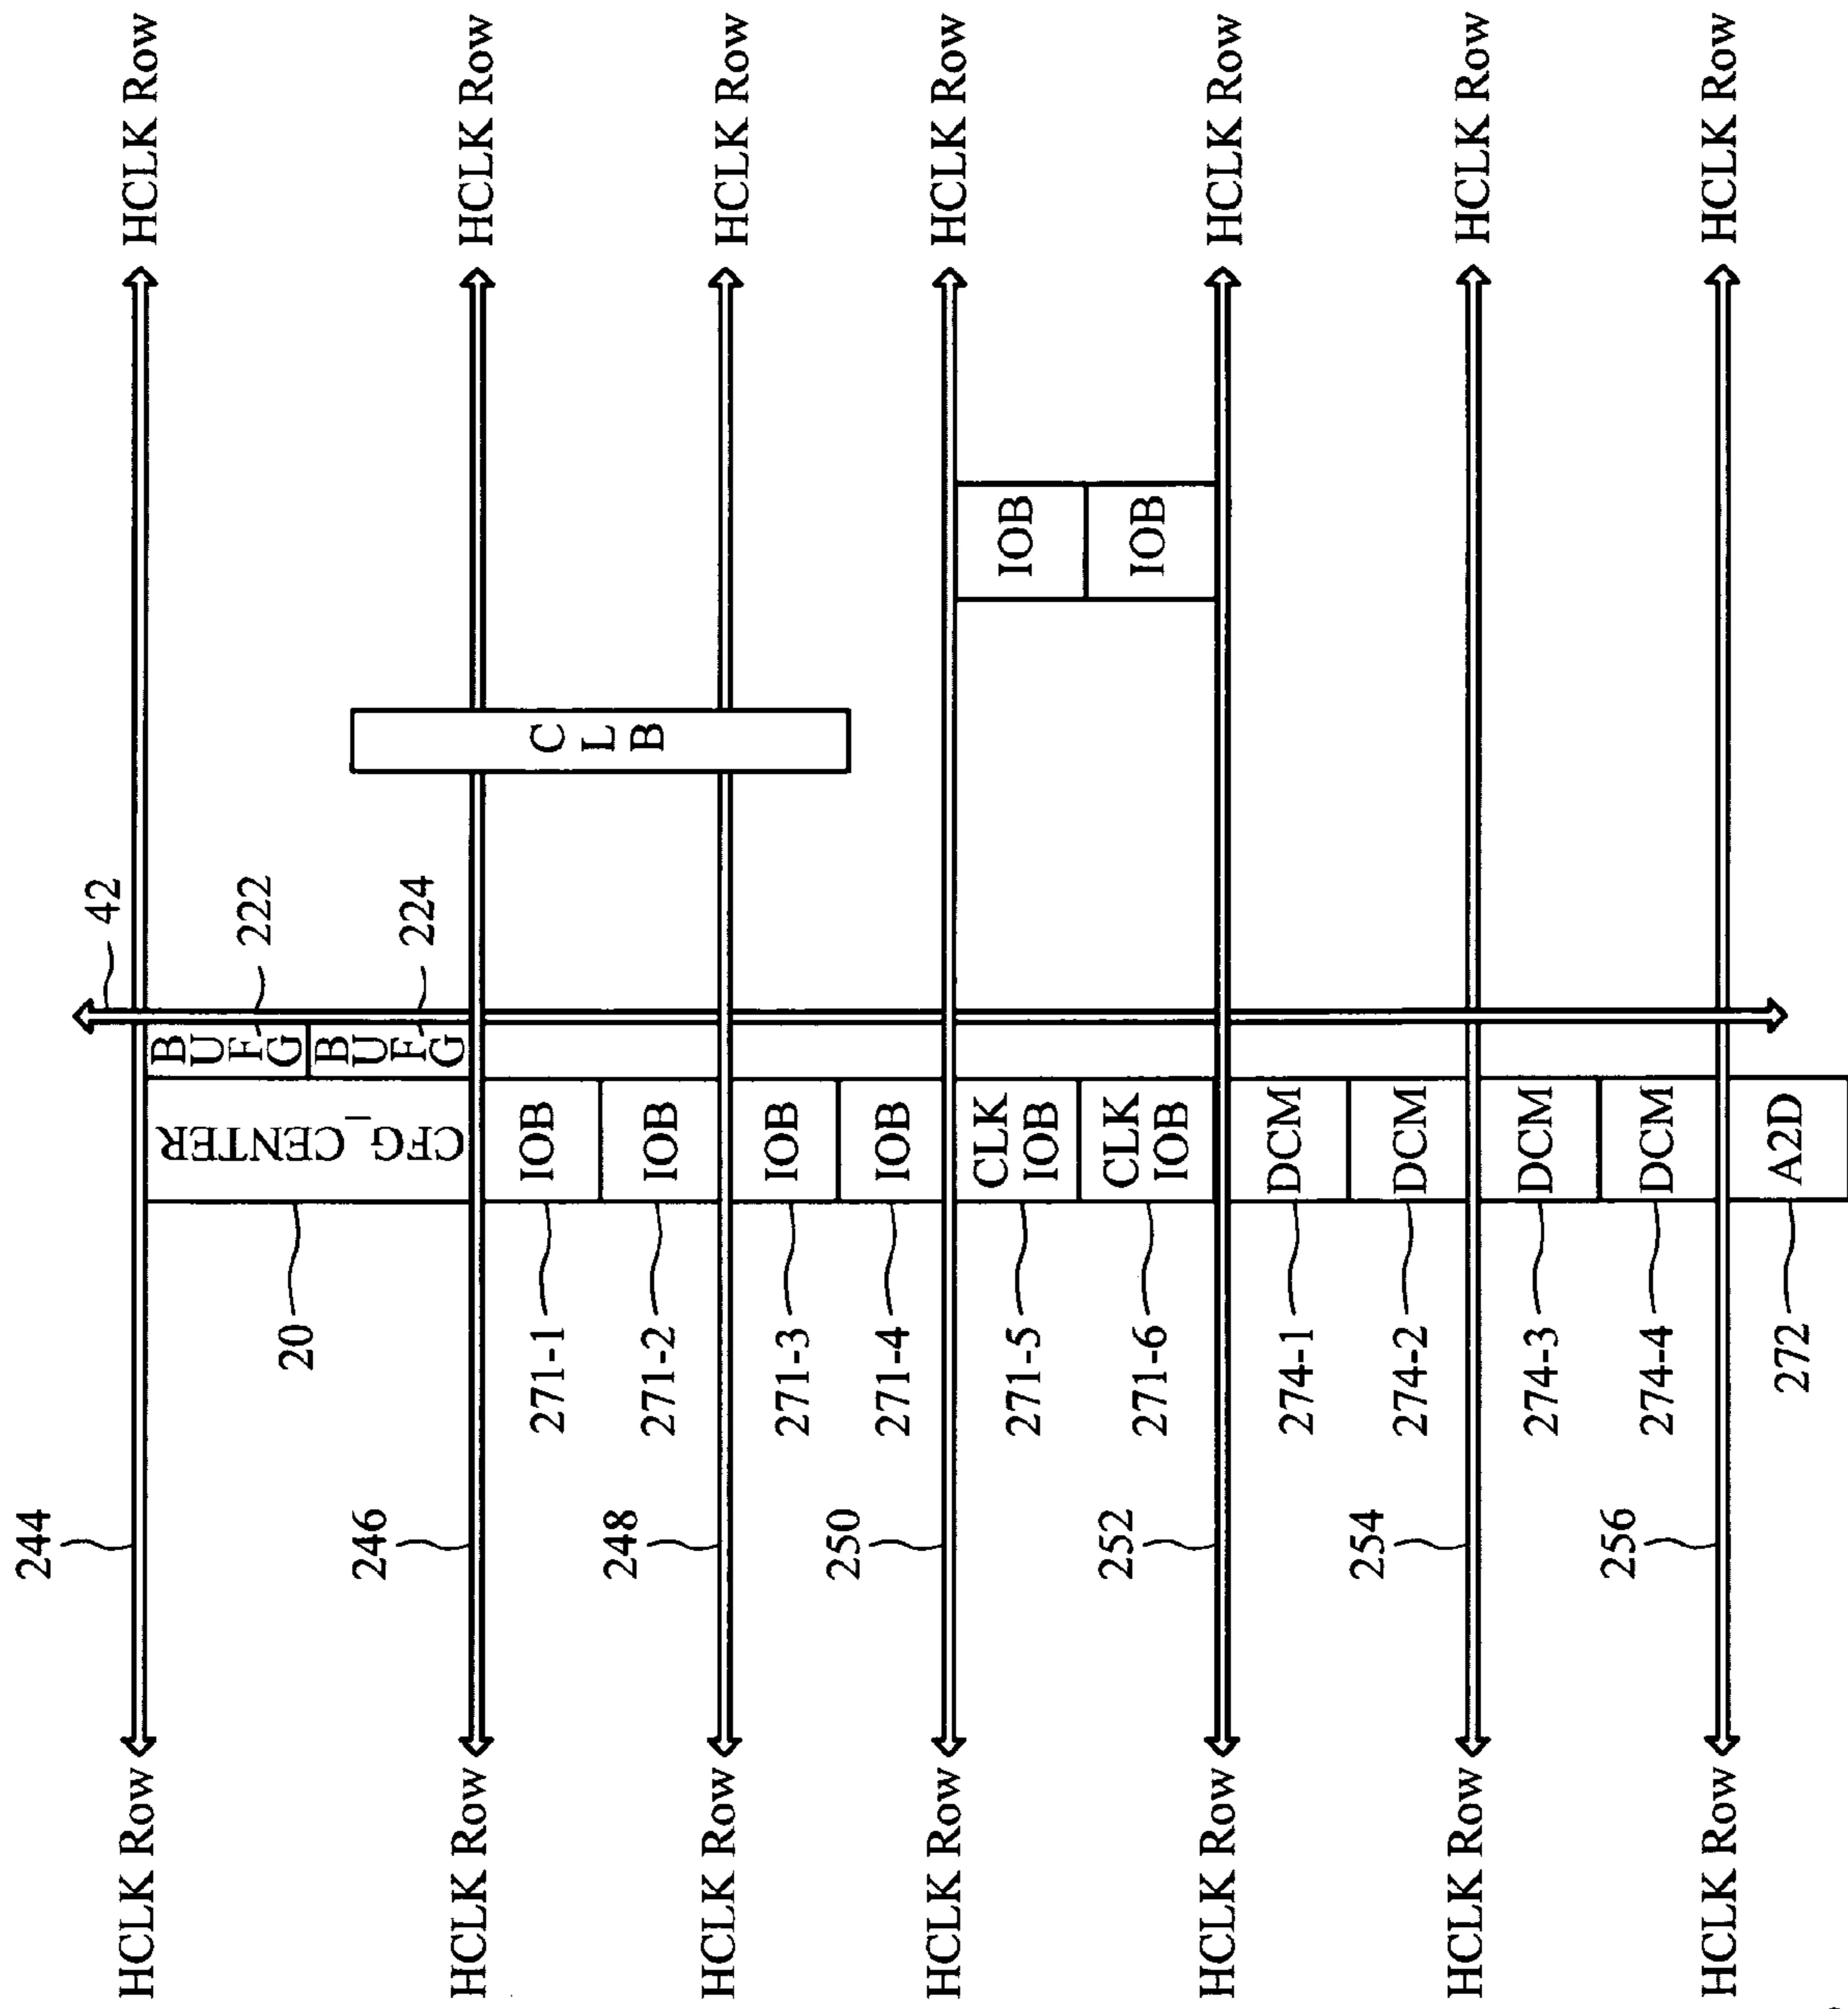 HCLK Row
HCLK Row
HCLK Row
HCLK Row
HCLK Row
HCLK Row
HCLK Row
42
222
224
BUFG
BUFG
CLB
IOB
IOB
CFG_CENTER
IOB
IOB
IOB
IOB
CLK IOB
CLK IOB
DCM
DCM
DCM
DCM
A2D
20
271-1
271-2
271-3
271-4
271-5
271-6
274-1
274-2
274-3
274-4
272
244
246
248
250
252
254
256
HCLK Row
HCLK Row
HCLK Row
HCLK Row
HCLK Row
HCLK Row
HCLK Row